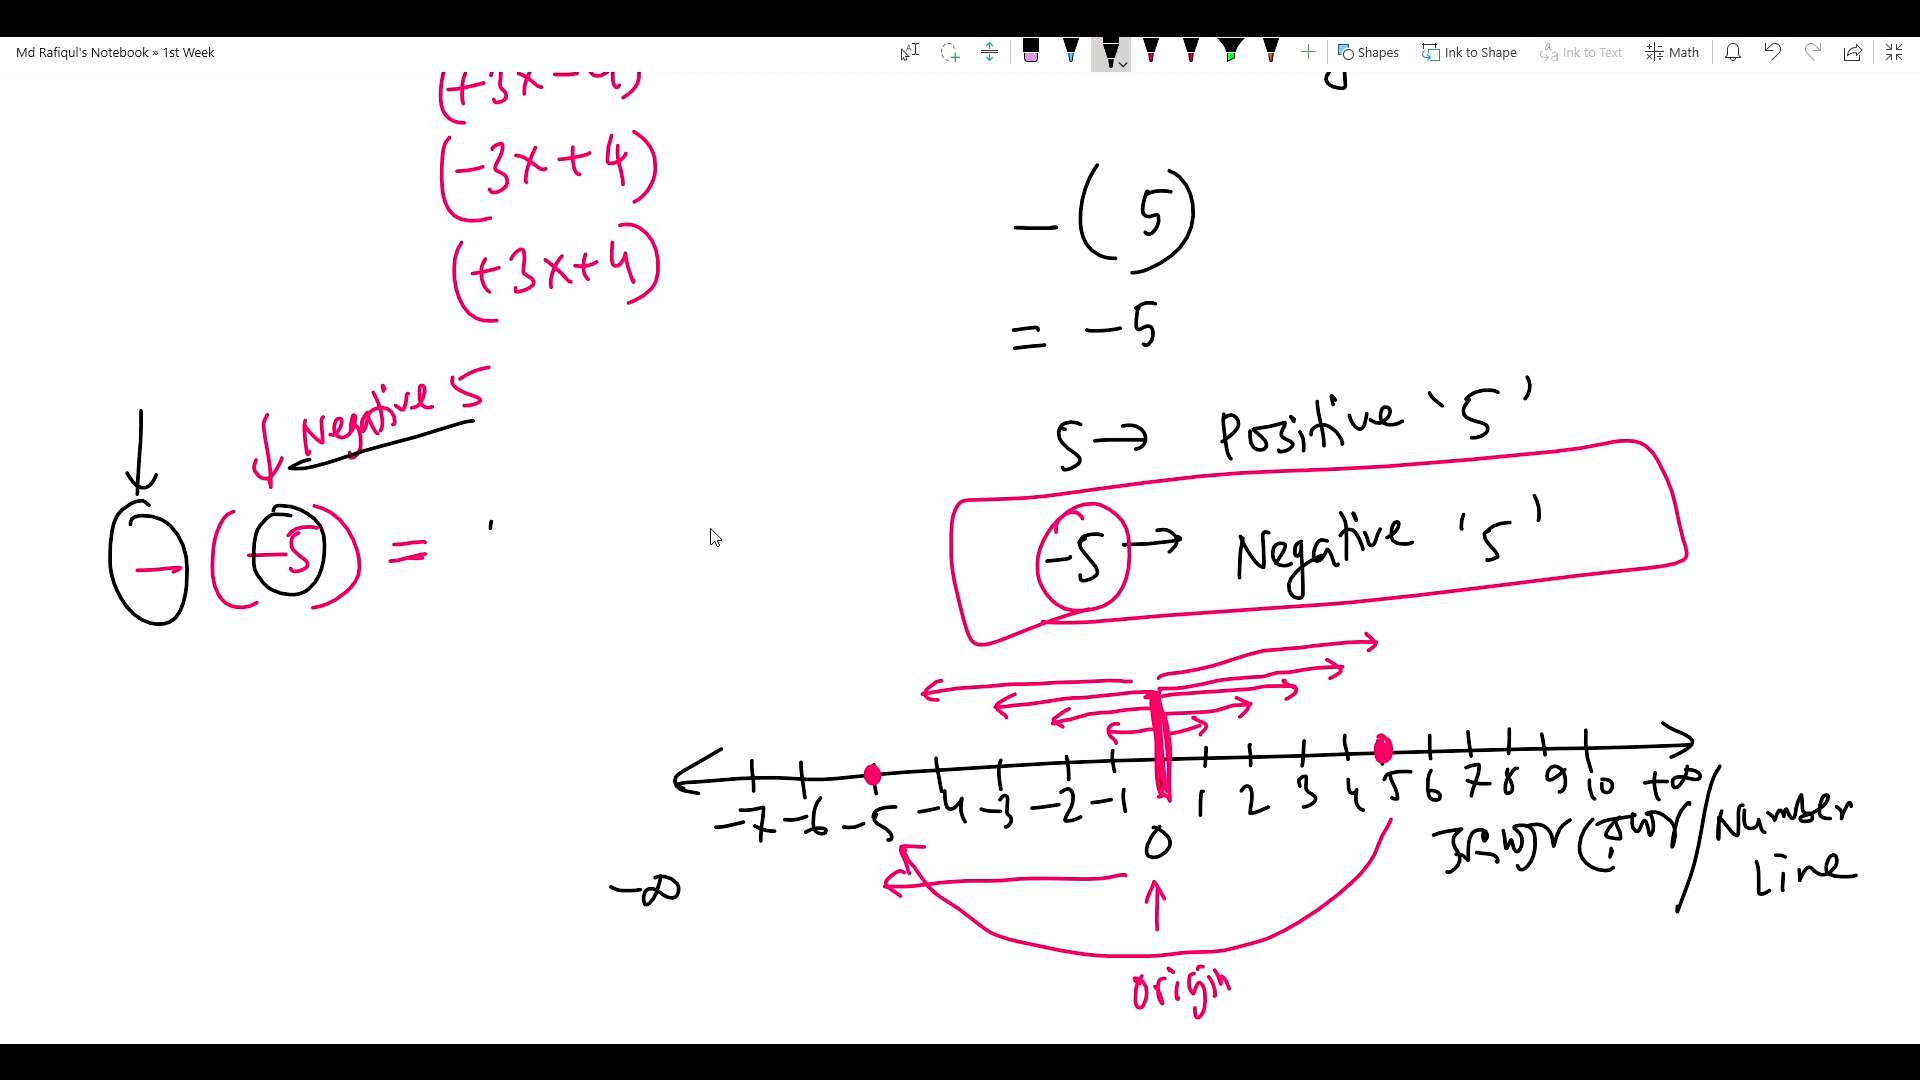 Md Rafiqul's Notebook » 1st Week
Shapes
Ink to Shape
Ink to Text
Math
(+3x-4)
(-3x+4)
(+3x+4)
-( 5)
= -5
Negative 5
-(-5) =
5 → Positive '5'
-5 → Negative '5'
-7 -6 -5 -4 -3 -2 -1 0 1 2 3 4 5 6 7 8 9 10 +∞
-∞
/ Number Line
origin